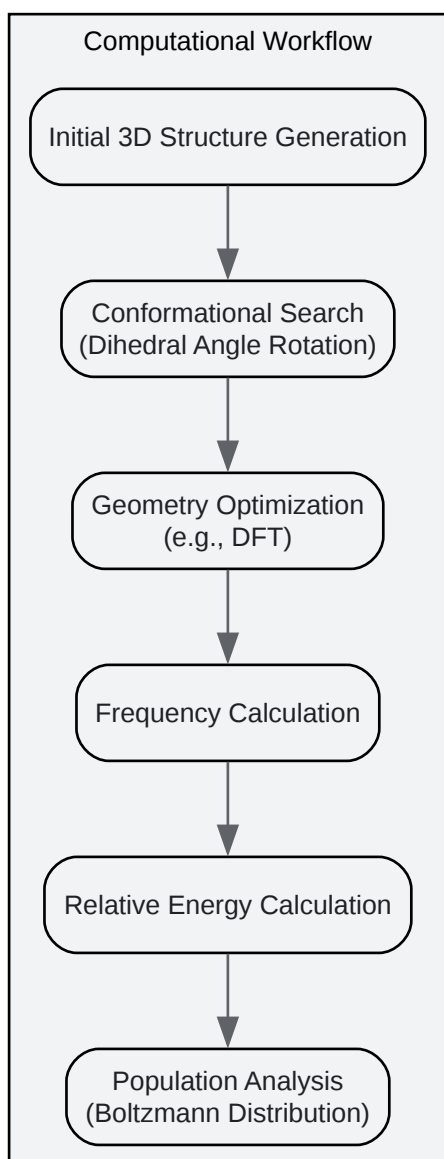 Computational Workflow
Initial 3D Structure Generation
Conformational Search
(Dihedral Angle Rotation)
Geometry Optimization
(e.g., DFT)
Frequency Calculation
Relative Energy Calculation
Population Analysis
(Boltzmann Distribution)